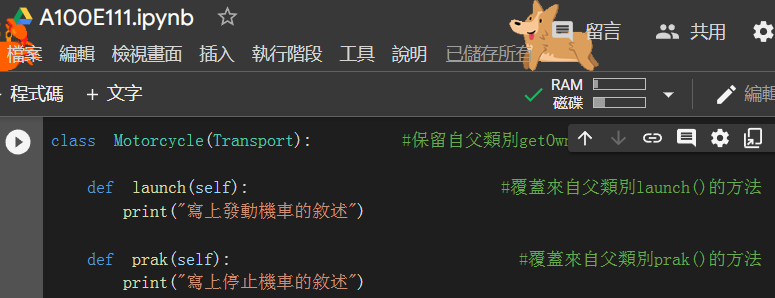 A100E111.ipynb
留言
共用
檔案 編輯 檢視畫面 插入 執行階段 工具 說明 已儲存所有
程式碼 + 文字
RAM
磁碟
編輯
class Motorcycle(Transport): #保留自父類別getOwn
def launch(self): #覆蓋來自父類別launch()的方法
print("寫上發動機車的敘述")
def prak(self): #覆蓋來自父類別prak()的方法
print("寫上停止機車的敘述")